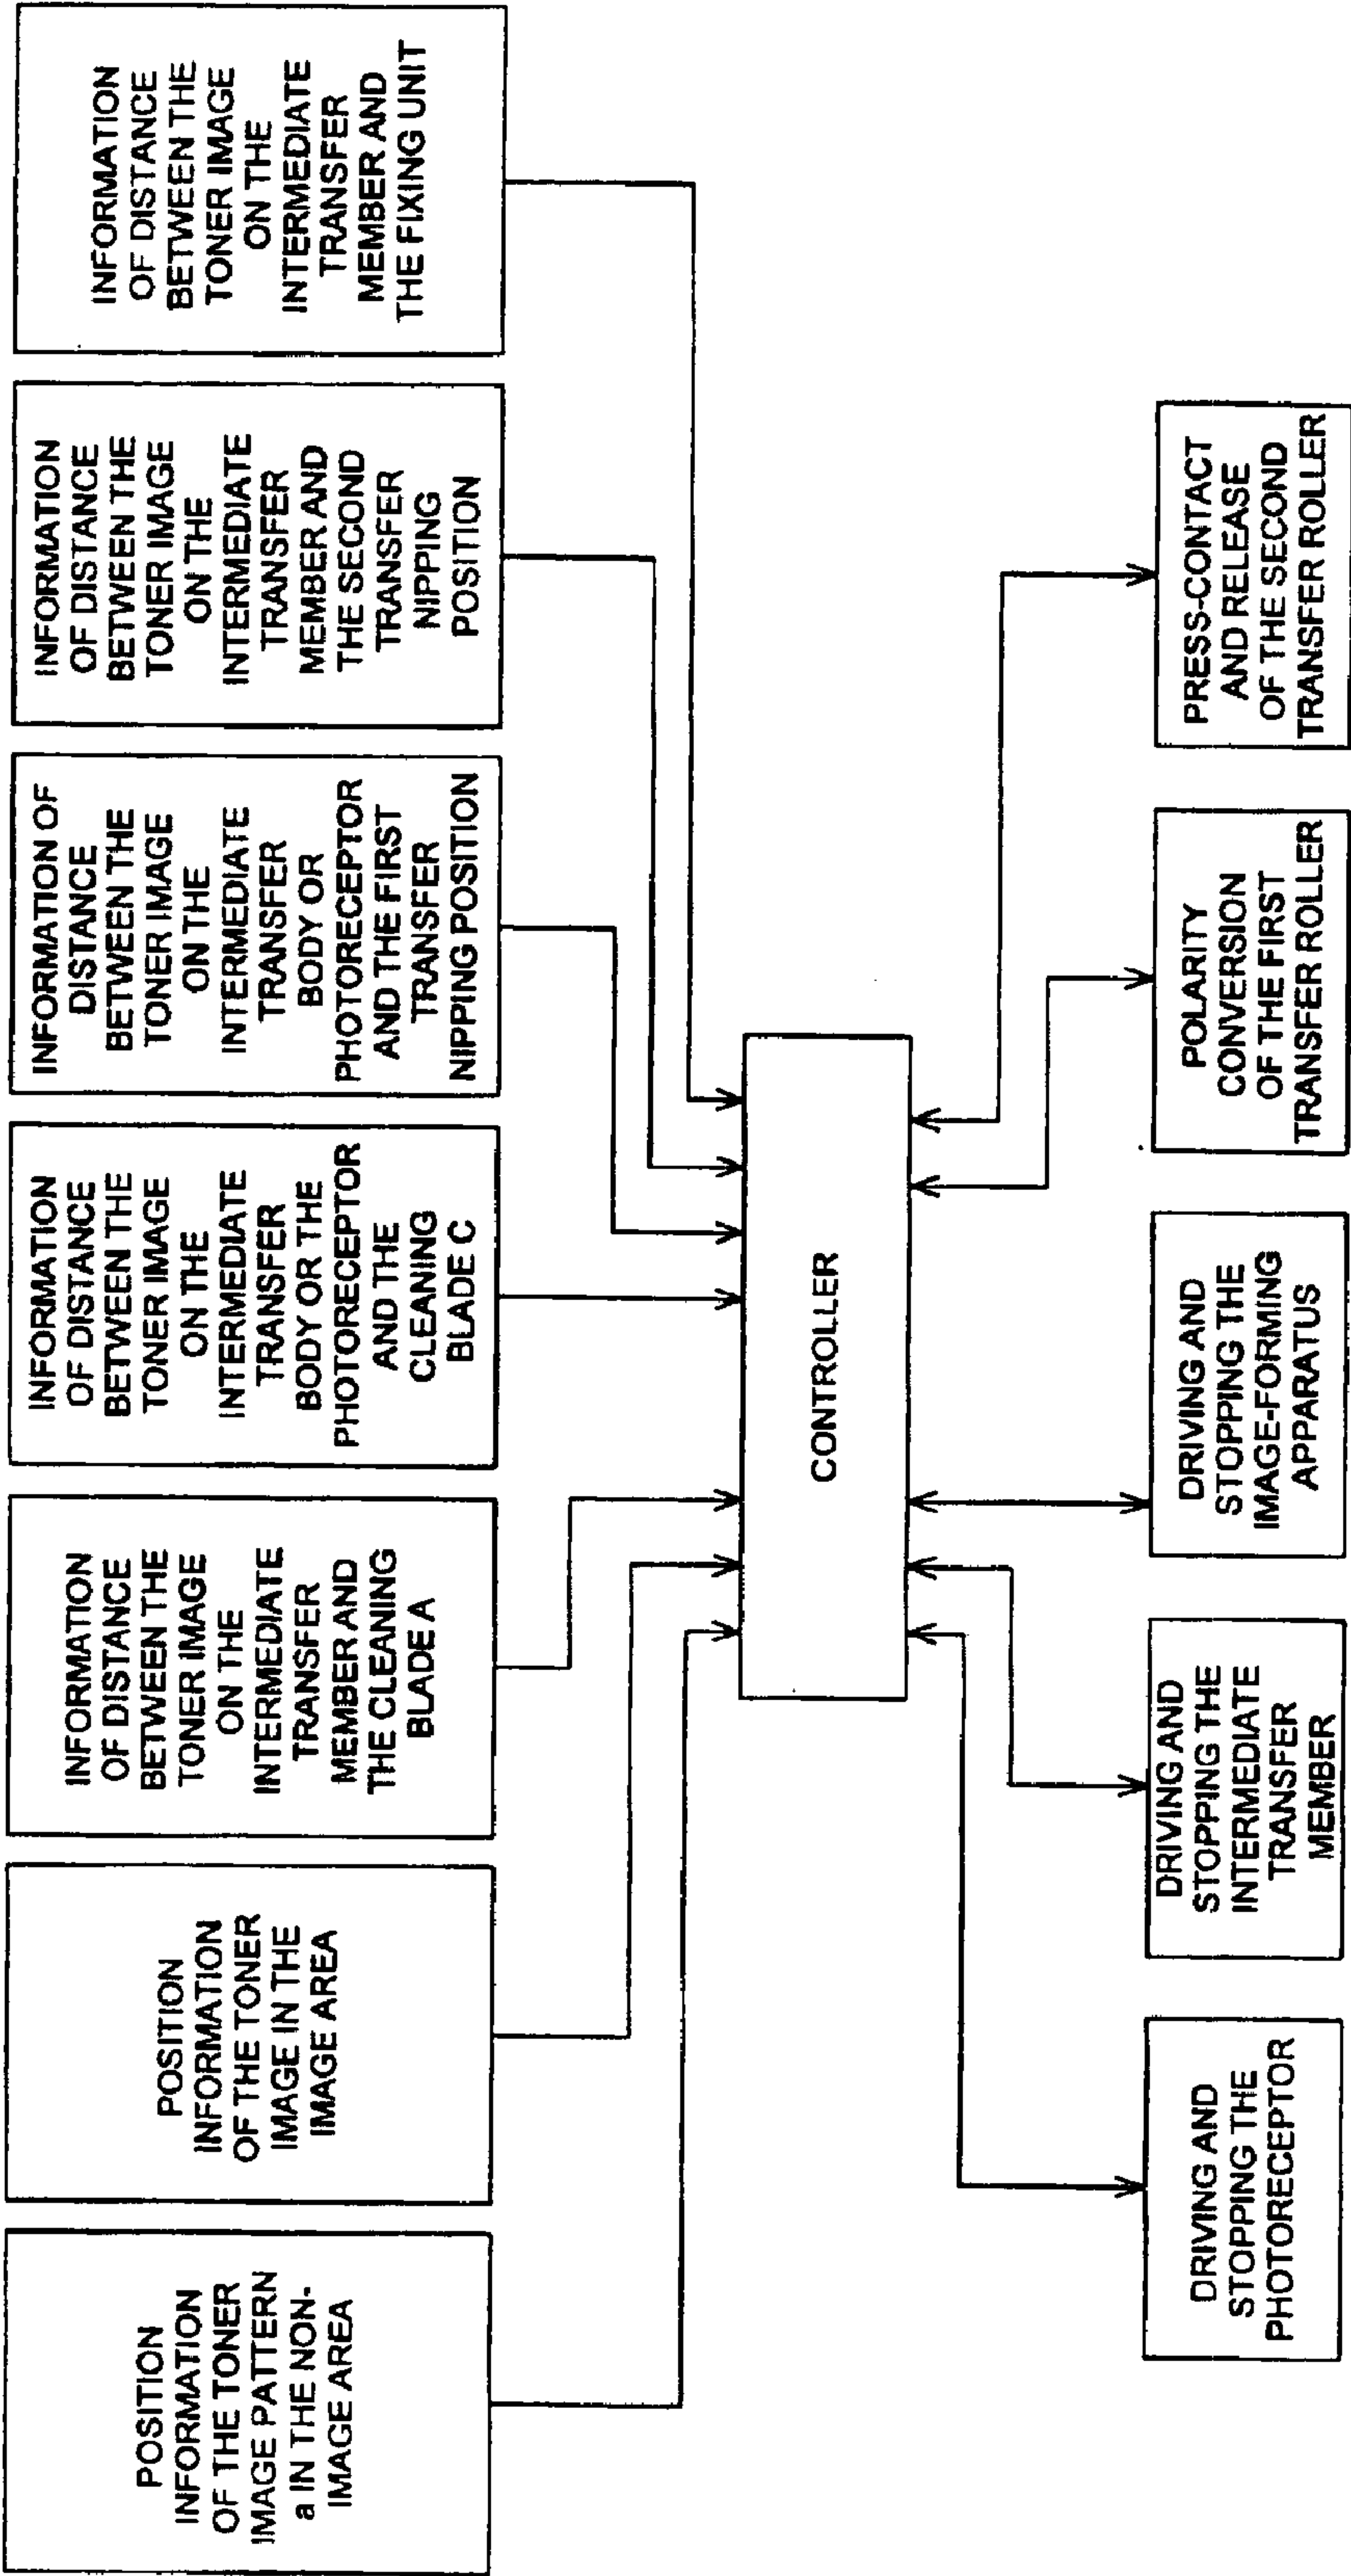 POSITION
INFORMATION
OF THE TONER
IMAGE PATTERN
a IN THE NON-
IMAGE AREA
POSITION
INFORMATION
OF THE TONER
IMAGE IN THE
IMAGE AREA
INFORMATION
OF DISTANCE
BETWEEN THE
TONER IMAGE
ON THE
INTERMEDIATE
TRANSFER
MEMBER AND
THE CLEANING
BLADE A
INFORMATION
OF DISTANCE
BETWEEN THE
TONER IMAGE
ON THE
INTERMEDIATE
TRANSFER
BODY OR THE
PHOTORECEPTOR
AND THE
CLEANING
BLADE C
INFORMATION OF
DISTANCE
BETWEEN THE
TONER IMAGE
ON THE
INTERMEDIATE
TRANSFER
BODY OR
PHOTORECEPTOR
AND THE FIRST
TRANSFER
NIPPING POSITION
INFORMATION
OF DISTANCE
BETWEEN THE
TONER IMAGE
ON THE
INTERMEDIATE
TRANSFER
MEMBER AND
THE SECOND
TRANSFER
NIPPING
POSITION
INFORMATION
OF DISTANCE
BETWEEN THE
TONER IMAGE
ON THE
INTERMEDIATE
TRANSFER
MEMBER AND
THE FIXING UNIT
CONTROLLER
DRIVING AND
STOPPING THE
PHOTORECEPTOR
DRIVING AND
STOPPING THE
INTERMEDIATE
TRANSFER
MEMBER
DRIVING AND
STOPPING THE
IMAGE-FORMING
APPARATUS
POLARITY
CONVERSION
OF THE FIRST
TRANSFER ROLLER
PRESS-CONTACT
AND RELEASE
OF THE SECOND
TRANSFER ROLLER